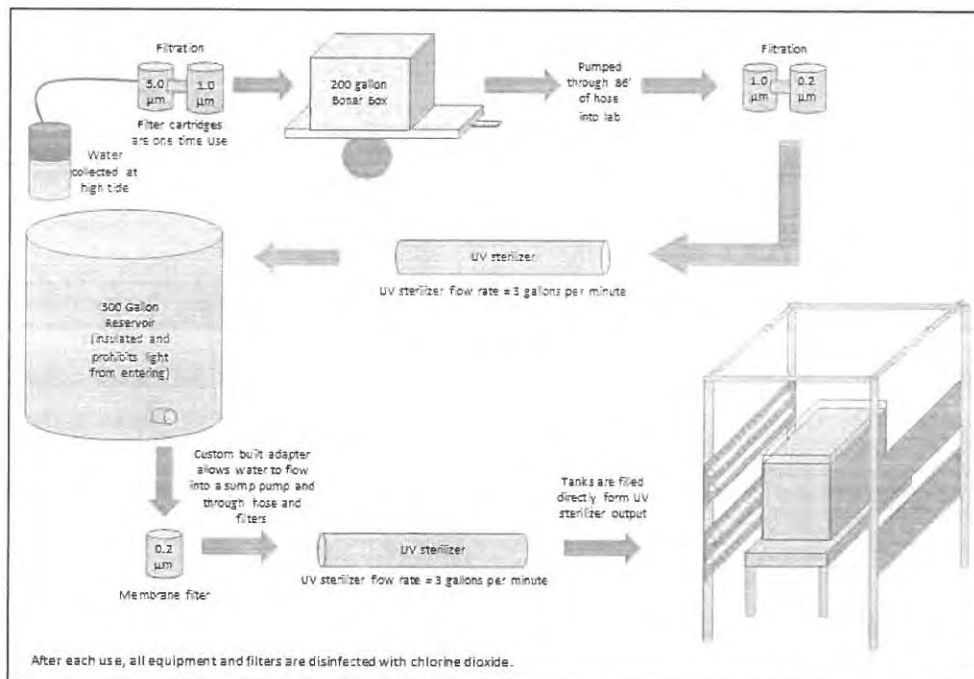 Filtration
5.0
µm
1.0
µm
Filter cartridges
are one time use
Water
collected at
high tide
200 gallon
Bonar Box
Pumped
through 86'
of hose
into lab
Filtration
1.0
µm
0.2
µm
UV sterilizer
UV sterilizer flow rate = 3 gallons per minute
300 Gallon
Reservoir
(insulated and
prohibits light
from entering)
Custom built adapter
allows water to flow
into a sump pump and
through hose and
filters
0.2
µm
Membrane filter
UV sterilizer
UV sterilizer flow rate = 3 gallons per minute
Tanks are filled
directly form UV
sterilizer output
After each use, all equipment and filters are disinfected with chlorine dioxide.